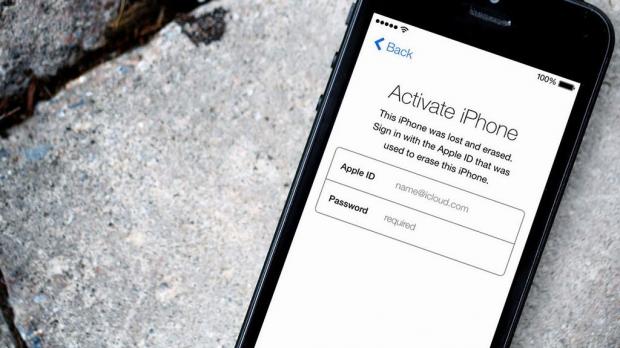 100%
Back
Activate iPhone
This iPhone was lost and erased.
Sign in with the Apple ID that was
used to erase this iPhone.
Apple ID name@icloud.com
Password required